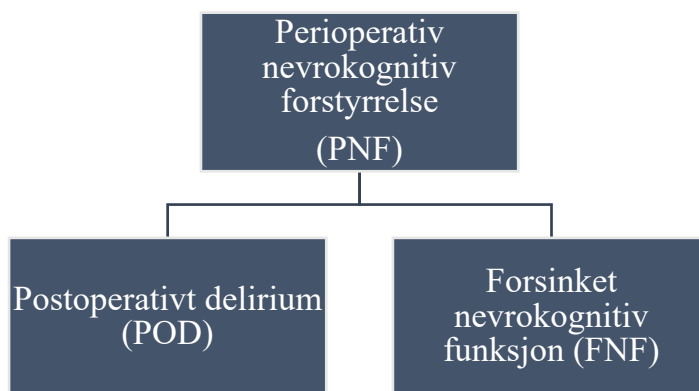 Perioperativ
nevrokognitiv
forstyrrelse
(PNF)
Postoperativt delirium
(POD)
Forsinket
nevrokognitiv
funksjon (FNF)